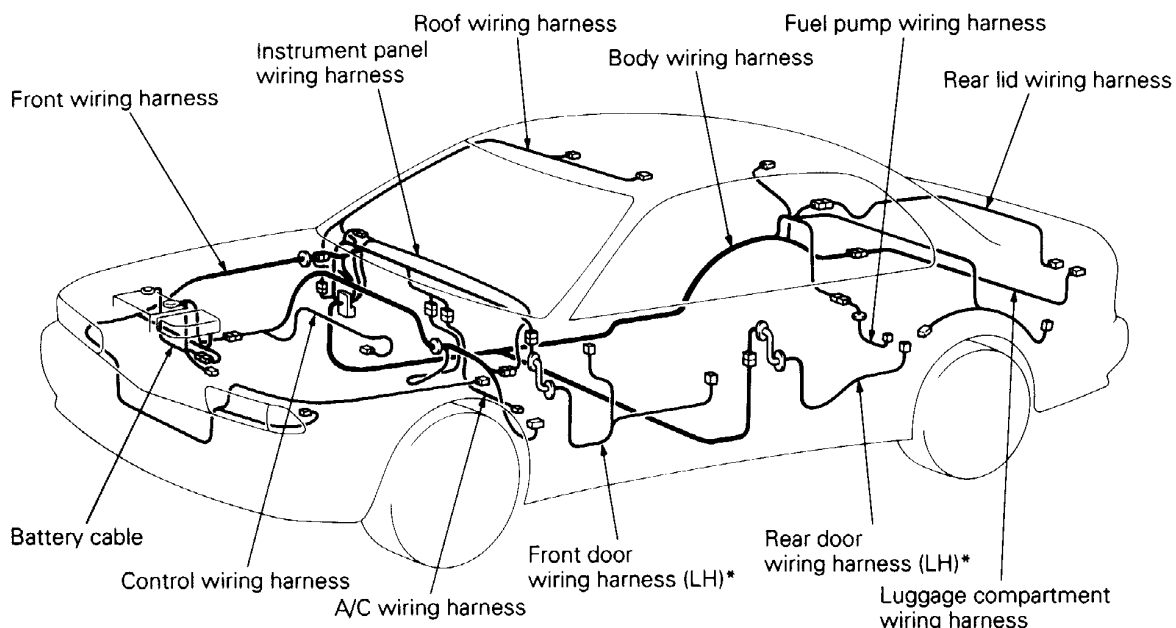 Roof wiring harness
Fuel pump wiring harness
Instrument panel
wiring harness
Body wiring harness
Rear lid wiring harness
Front wiring harness
Battery cable
Control wiring harness
A/C wiring harness
Front door
wiring harness (LH)*
Rear door
wiring harness (LH)*
Luggage compartment
wiring harness